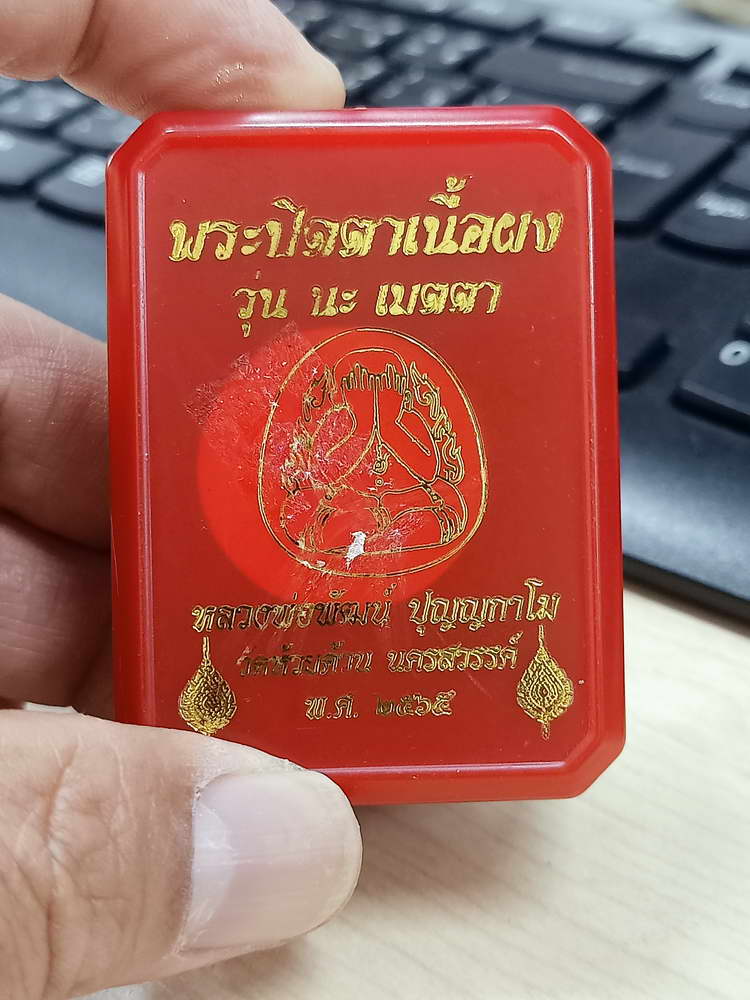 พระปิดตาเนื้อผง
รุ่น นะ เมตตา
หลวงพ่อพัฒน์ ปุญญกาโม
วัดห้วยด้วน นครสวรรค์
พ.ศ. ๒๕๖๕